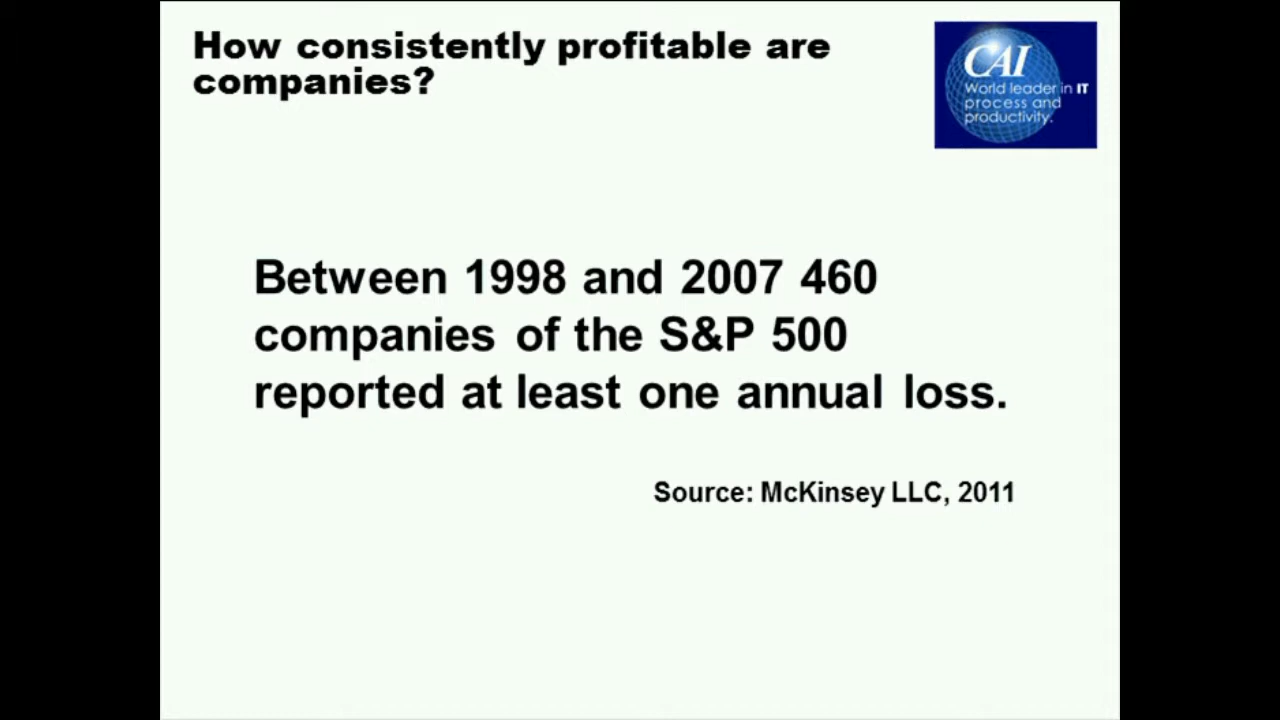 How consistently profitable are
companies?
CAI
World leader in IT
process and
productivity.
Between 1998 and 2007 460
companies of the S&P 500
reported at least one annual loss.
Source: McKinsey LLC, 2011